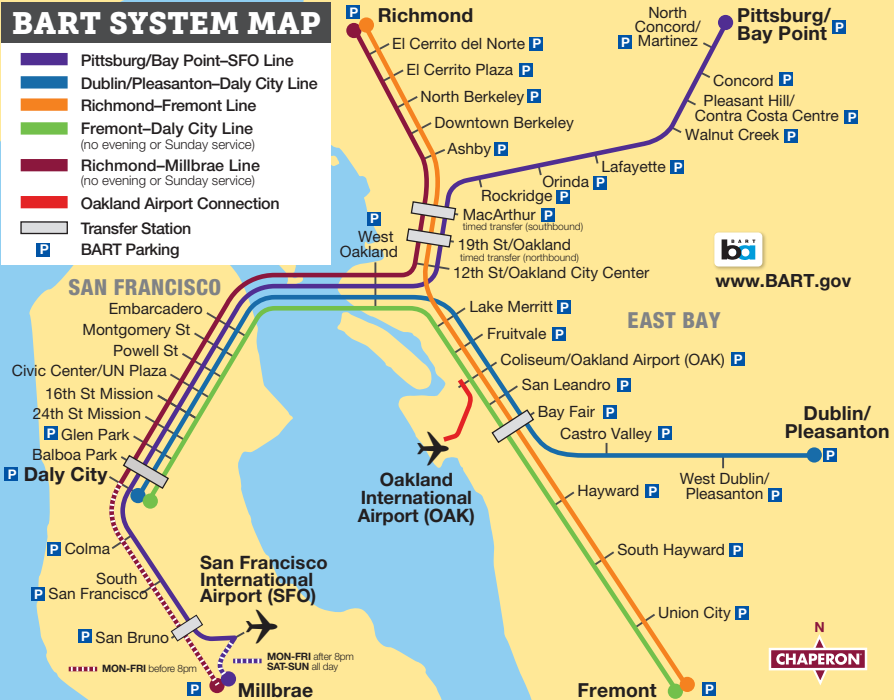 BART SYSTEM MAP
Pittsburg/Bay Point–SFO Line
Dublin/Pleasanton–Daly City Line
Richmond–Fremont Line
Fremont–Daly City Line
(no evening or Sunday service)
Richmond–Millbrae Line
(no evening or Sunday service)
Oakland Airport Connection
Transfer Station
P BART Parking
P
Richmond
El Cerrito del Norte P
El Cerrito Plaza P
North Berkeley P
Downtown Berkeley
Ashby P
North
Concord/
P Martinez
Pittsburg/
Bay Point P
Concord P
Pleasant Hill/
Contra Costa Centre P
Walnut Creek P
Lafayette P
Orinda P
Rockridge P
MacArthur P
timed transfer (southbound)
19th St/Oakland
timed transfer (northbound)
12th St/Oakland City Center
P
West
Oakland
BART
ba
www.BART.gov
SAN FRANCISCO
EAST BAY
Embarcadero
Montgomery St
Powell St
Civic Center/UN Plaza
16th St Mission
24th St Mission
P Glen Park
Balboa Park
P Daly City
Lake Merritt P
Fruitvale P
Coliseum/Oakland Airport (OAK) P
San Leandro P
Bay Fair P
Castro Valley P
Dublin/
Pleasanton
P
West Dublin/
Pleasanton P
Oakland
International
Airport (OAK)
Hayward P
South Hayward P
Union City P
Fremont P
P Colma
South
P San Francisco
San Francisco
International
Airport (SFO)
P San Bruno
MON-FRI before 8pm
MON-FRI after 8pm
SAT-SUN all day
P Millbrae
N
CHAPERON®